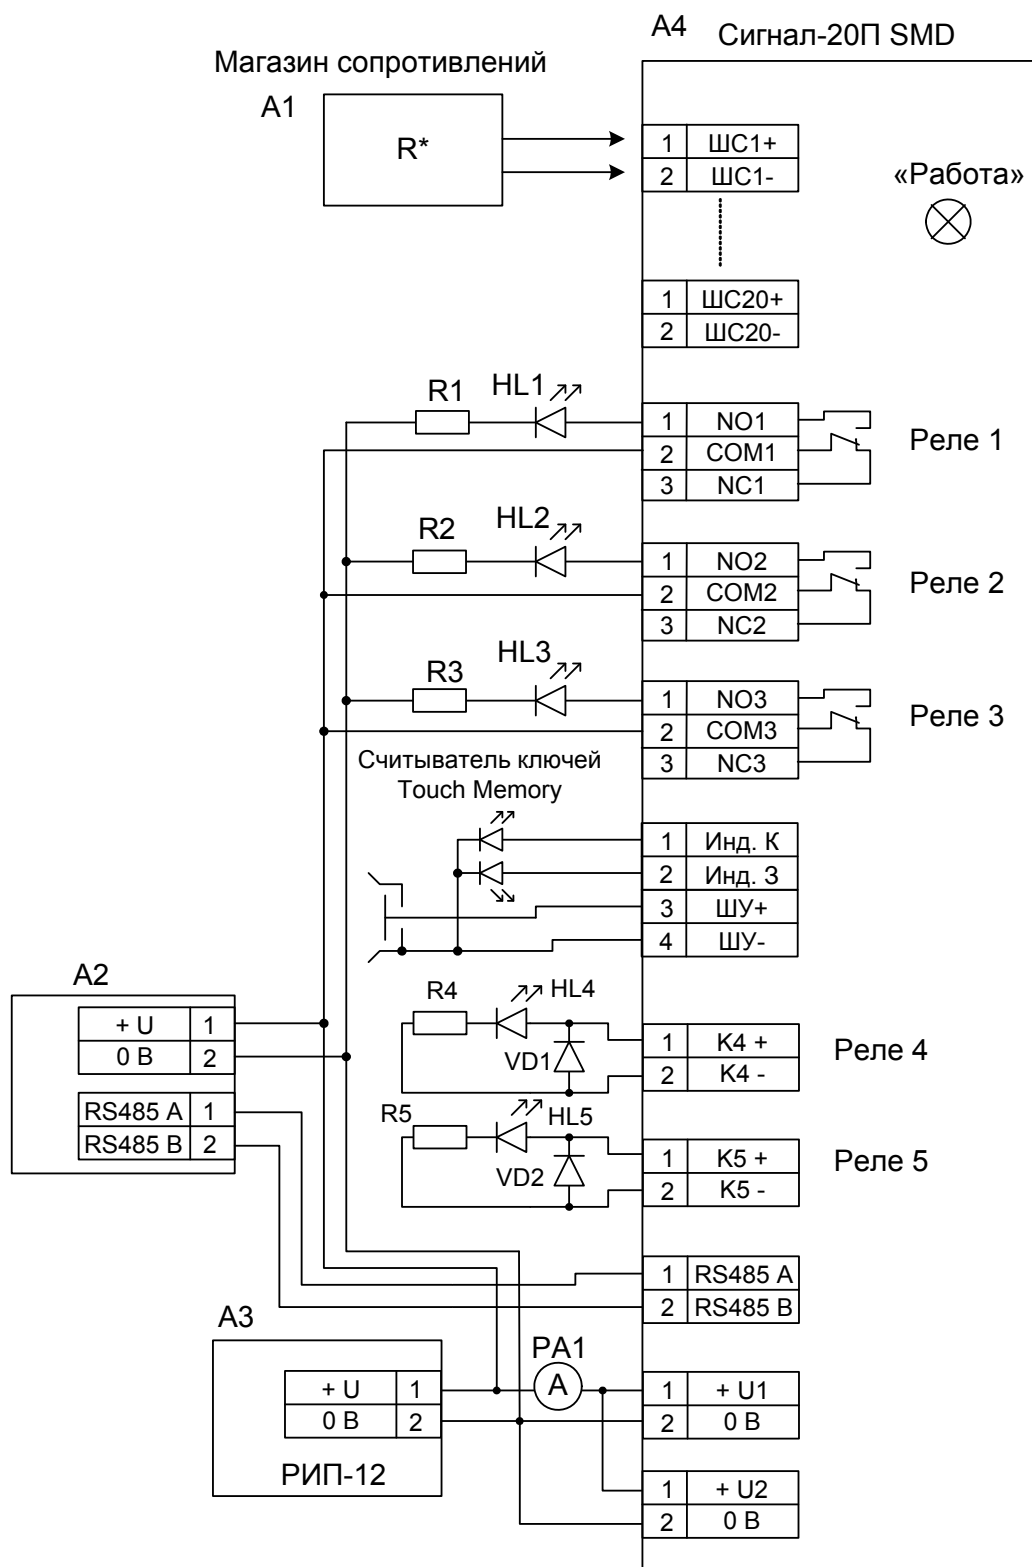 А4 Сигнал-20П SMD
Магазин сопротивлений
А1
R*
1 ШС1+
2 ШС1-
«Работа»
1 ШС20+
2 ШС20-
R1 HL1
1 NO1
2 COM1
3 NC1
Реле 1
R2 HL2
1 NO2
2 COM2
3 NC2
Реле 2
R3 HL3
1 NO3
2 COM3
3 NC3
Реле 3
Считыватель ключей
Touch Memory
1 Инд. К
2 Инд. З
3 ШУ+
4 ШУ-
А2
+ U 1
0 В 2
RS485 A 1
RS485 B 2
R4 HL4
VD1
1 K4 +
2 K4 -
Реле 4
R5 HL5
VD2
1 K5 +
2 K5 -
Реле 5
1 RS485 A
2 RS485 B
А3
+ U 1
0 В 2
РИП-12
PA1
A
1 + U1
2 0 В
1 + U2
2 0 В